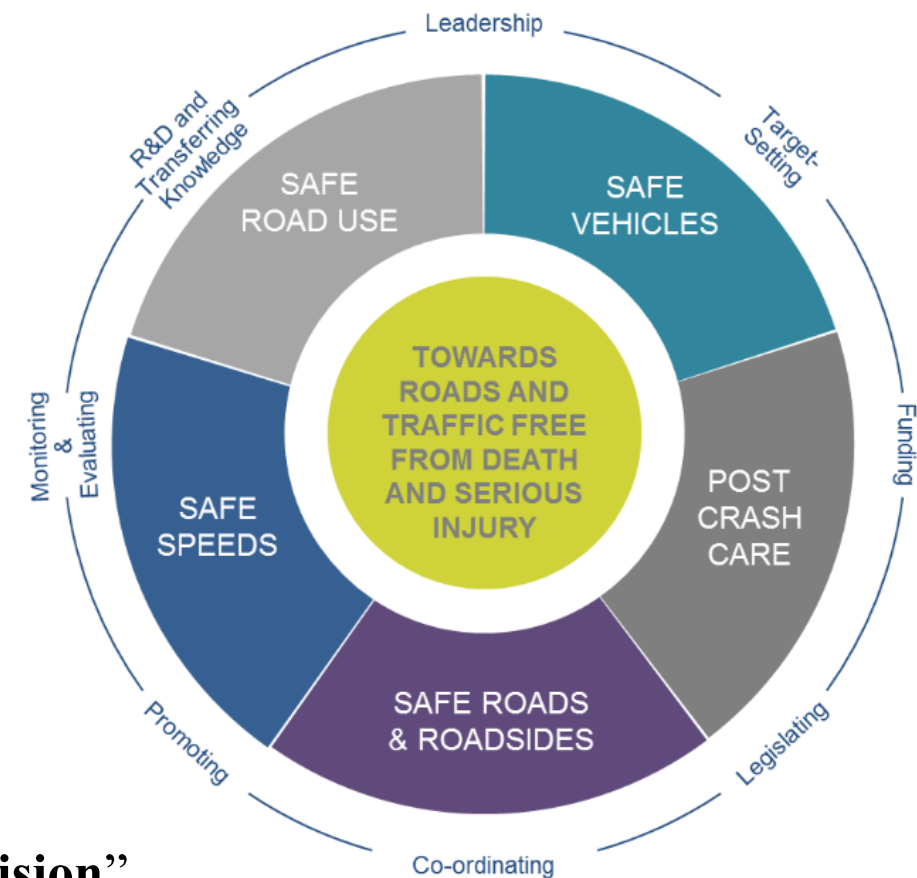 Leadership
Target-
Setting
Funding
Legislating
Co-ordinating
Promoting
Monitoring
&
Evaluating
R&D and
Transferring
Knowledge
SAFE
ROAD USE
SAFE
VEHICLES
POST
CRASH
CARE
SAFE ROADS
& ROADSIDES
SAFE
SPEEDS
TOWARDS
ROADS AND
TRAFFIC FREE
FROM DEATH
AND SERIOUS
INJURY
ision”